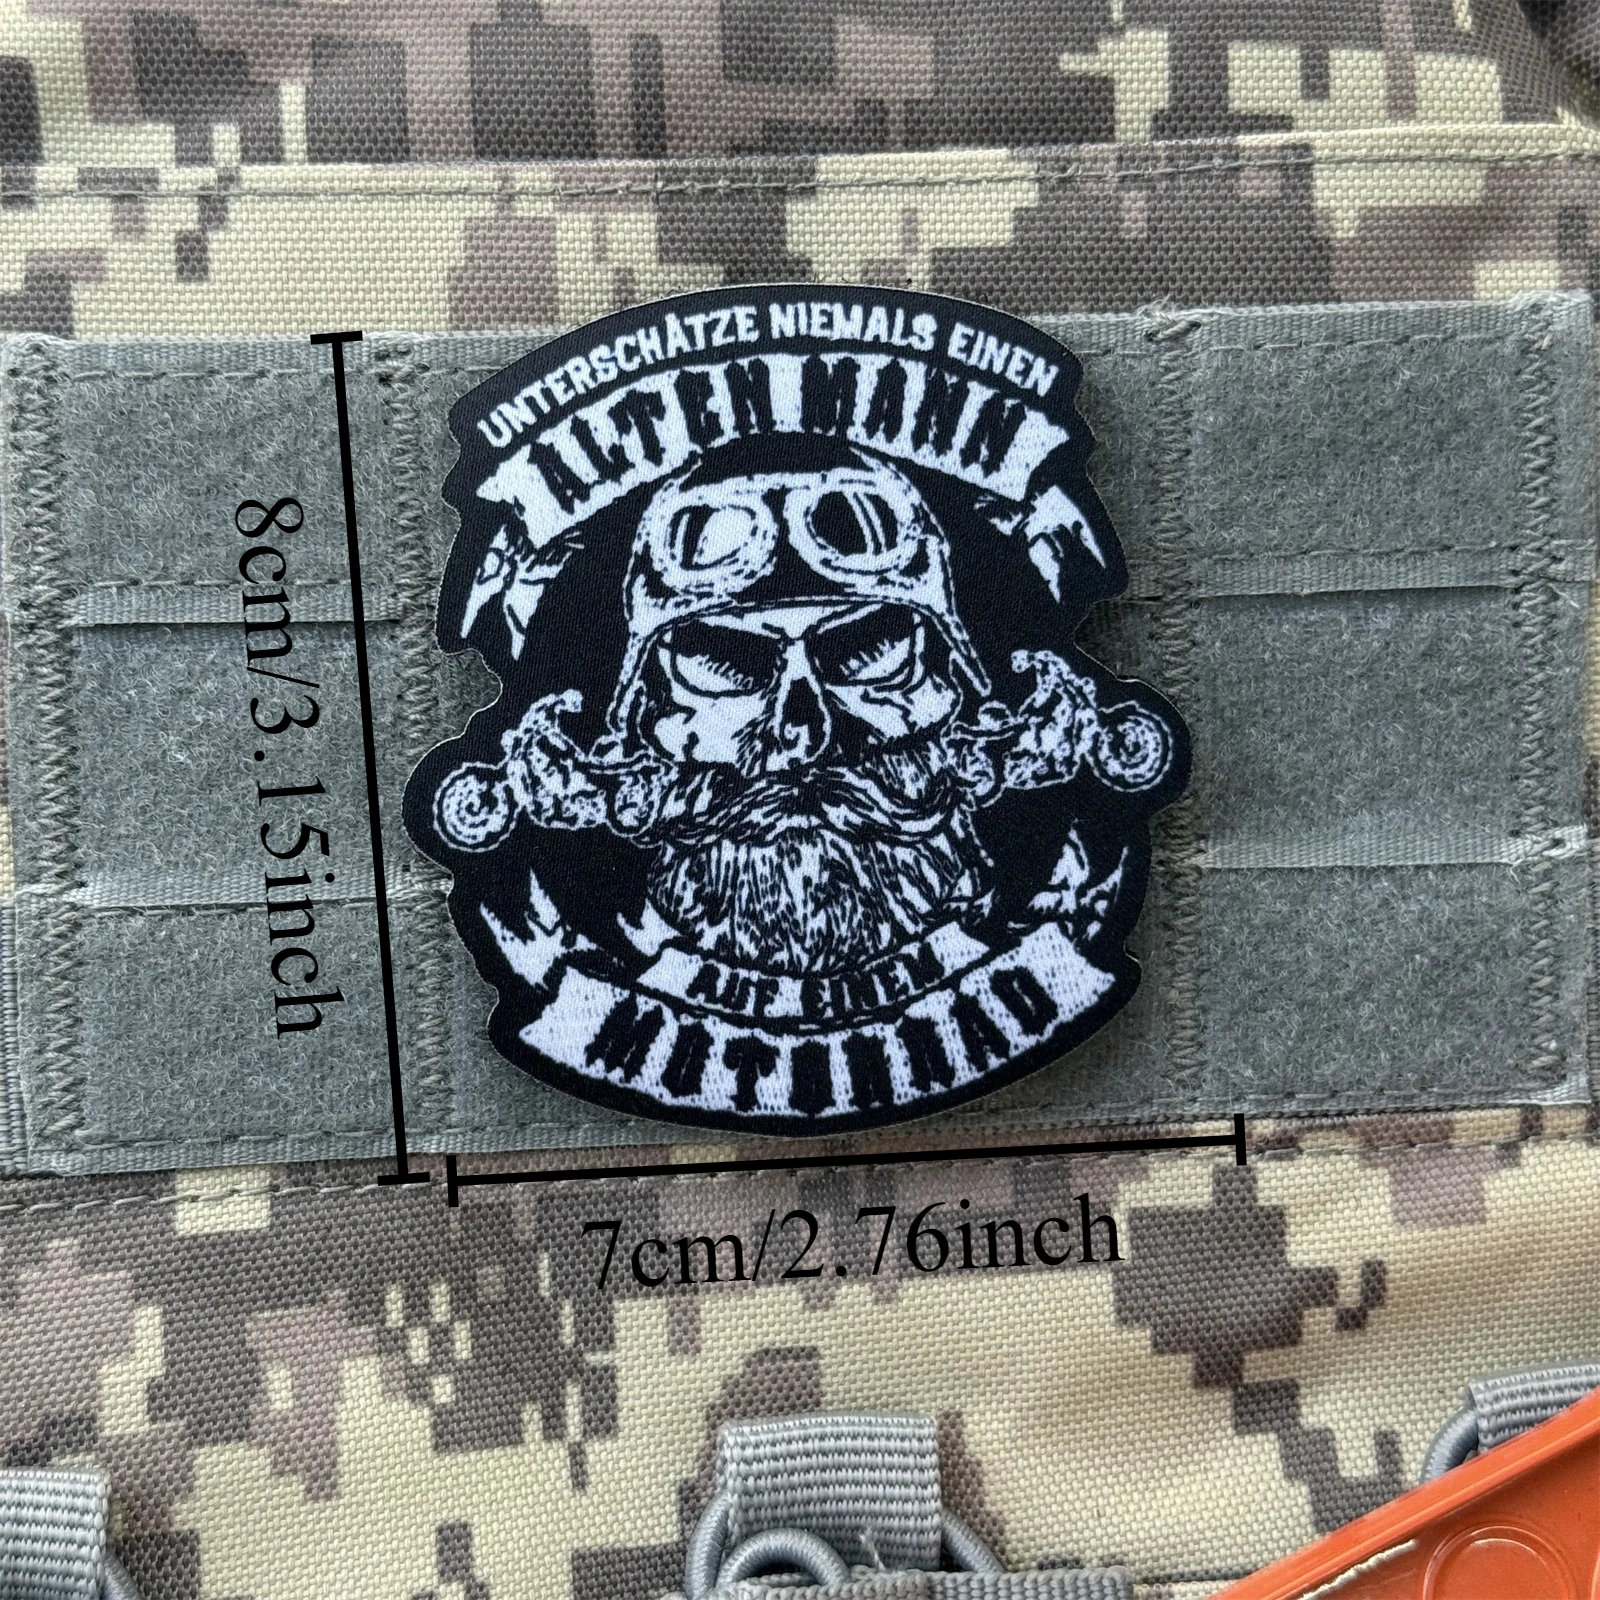 UNTERSCHÄTZE NIEMALS EINEN
ALTEN MANN
AUF EINEM
MOTORRAD
8cm/3.15inch
7cm/2.76inch